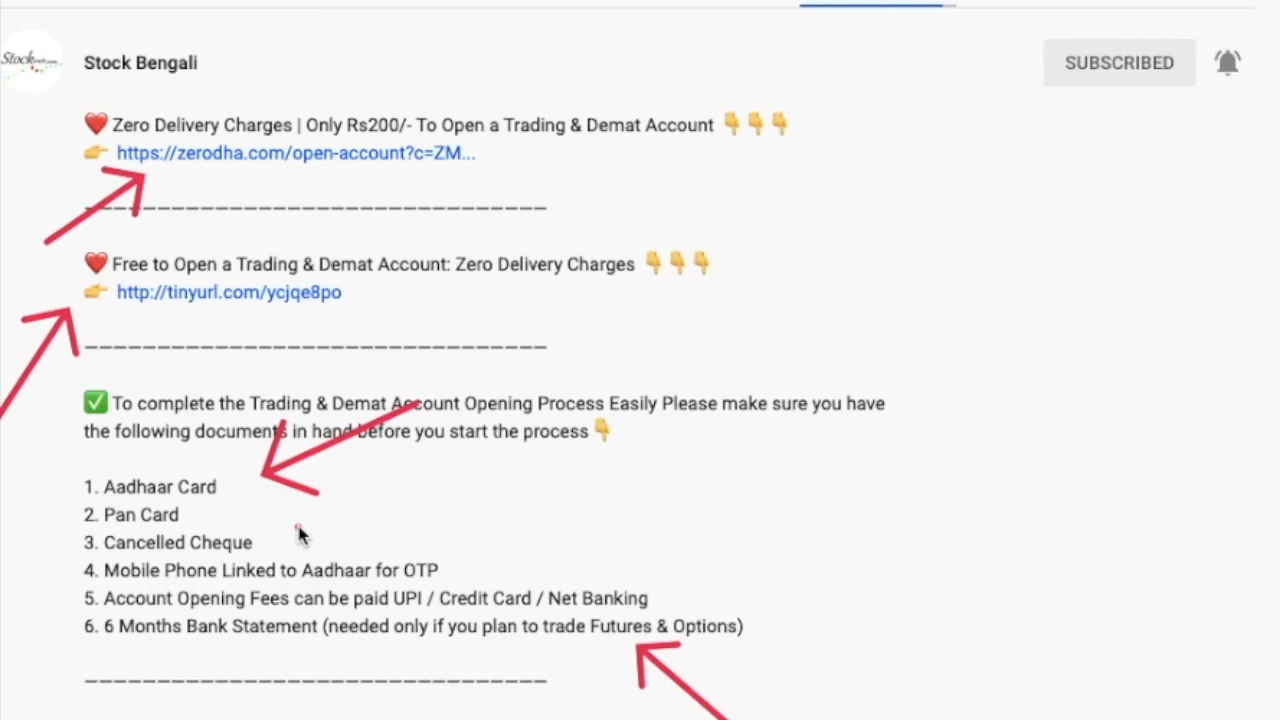 Stock
Stock Bengali
SUBSCRIBED
❤️ Zero Delivery Charges | Only Rs200/- To Open a Trading & Demat Account 👇👇👇
👉 https://zerodha.com/open-account?c=ZM...
–––––––––––––––––––––––––––––––
❤️ Free to Open a Trading & Demat Account: Zero Delivery Charges 👇👇👇
👉 http://tinyurl.com/ycjqe8po
–––––––––––––––––––––––––––––––
✅ To complete the Trading & Demat Account Opening Process Easily Please make sure you have
the following documents in hand before you start the process👇
1. Aadhaar Card
2. Pan Card
3. Cancelled Cheque
4. Mobile Phone Linked to Aadhaar for OTP
5. Account Opening Fees can be paid UPI / Credit Card / Net Banking
6. 6 Months Bank Statement (needed only if you plan to trade Futures & Options)
–––––––––––––––––––––––––––––––